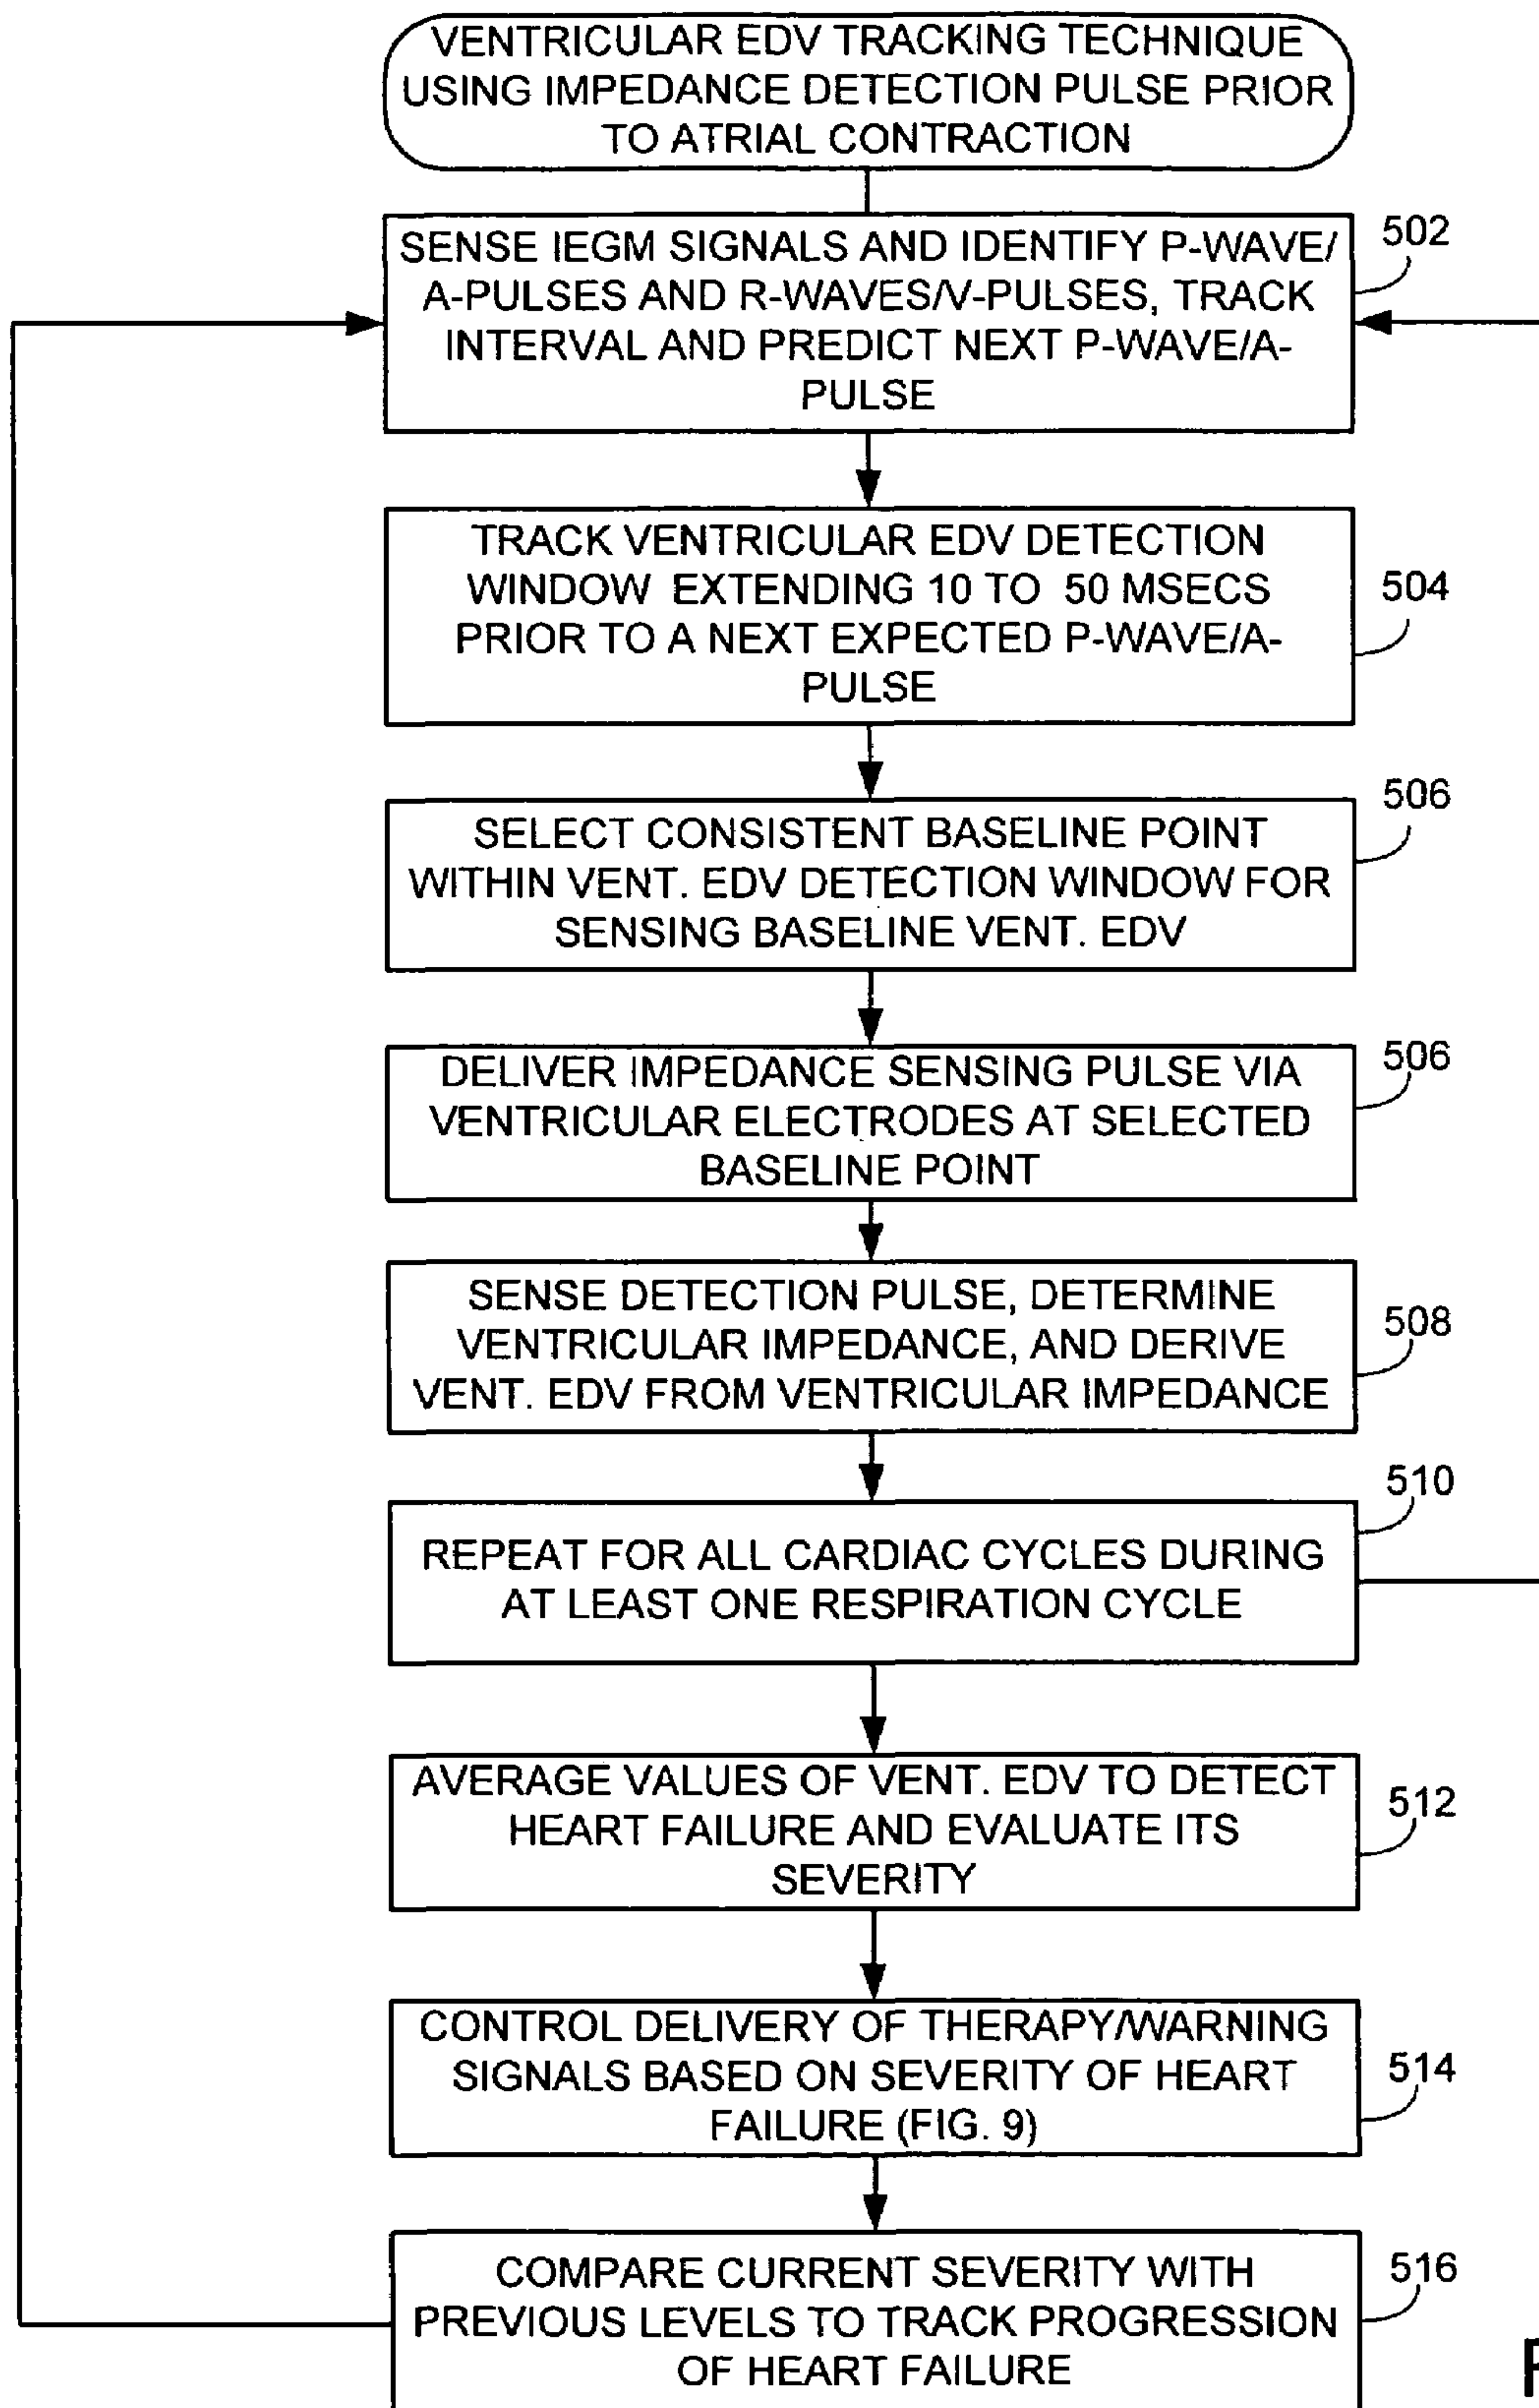 VENTRICULAR EDV TRACKING TECHNIQUE
USING IMPEDANCE DETECTION PULSE PRIOR
TO ATRIAL CONTRACTION
SENSE IEGM SIGNALS AND IDENTIFY P-WAVE/
A-PULSES AND R-WAVES/V-PULSES, TRACK
INTERVAL AND PREDICT NEXT P-WAVE/A-
PULSE
502
TRACK VENTRICULAR EDV DETECTION
WINDOW EXTENDING 10 TO 50 MSECS
PRIOR TO A NEXT EXPECTED P-WAVE/A-
PULSE
504
SELECT CONSISTENT BASELINE POINT
WITHIN VENT. EDV DETECTION WINDOW FOR
SENSING BASELINE VENT. EDV
506
DELIVER IMPEDANCE SENSING PULSE VIA
VENTRICULAR ELECTRODES AT SELECTED
BASELINE POINT
506
SENSE DETECTION PULSE, DETERMINE
VENTRICULAR IMPEDANCE, AND DERIVE
VENT. EDV FROM VENTRICULAR IMPEDANCE
508
REPEAT FOR ALL CARDIAC CYCLES DURING
AT LEAST ONE RESPIRATION CYCLE
510
AVERAGE VALUES OF VENT. EDV TO DETECT
HEART FAILURE AND EVALUATE ITS
SEVERITY
512
CONTROL DELIVERY OF THERAPY/WARNING
SIGNALS BASED ON SEVERITY OF HEART
FAILURE (FIG. 9)
514
COMPARE CURRENT SEVERITY WITH
PREVIOUS LEVELS TO TRACK PROGRESSION
OF HEART FAILURE
516